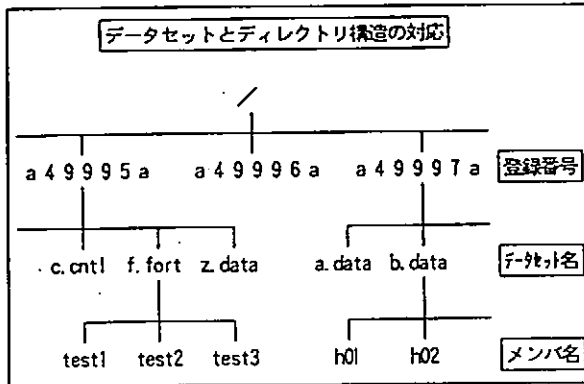 データセットとディレクトリ構造の対応
/
a49995a a49996a a49997a 登録番号
c.cntl f.fort z.data a.data b.data データセット名
test1 test2 test3 h01 h02 メンバ名